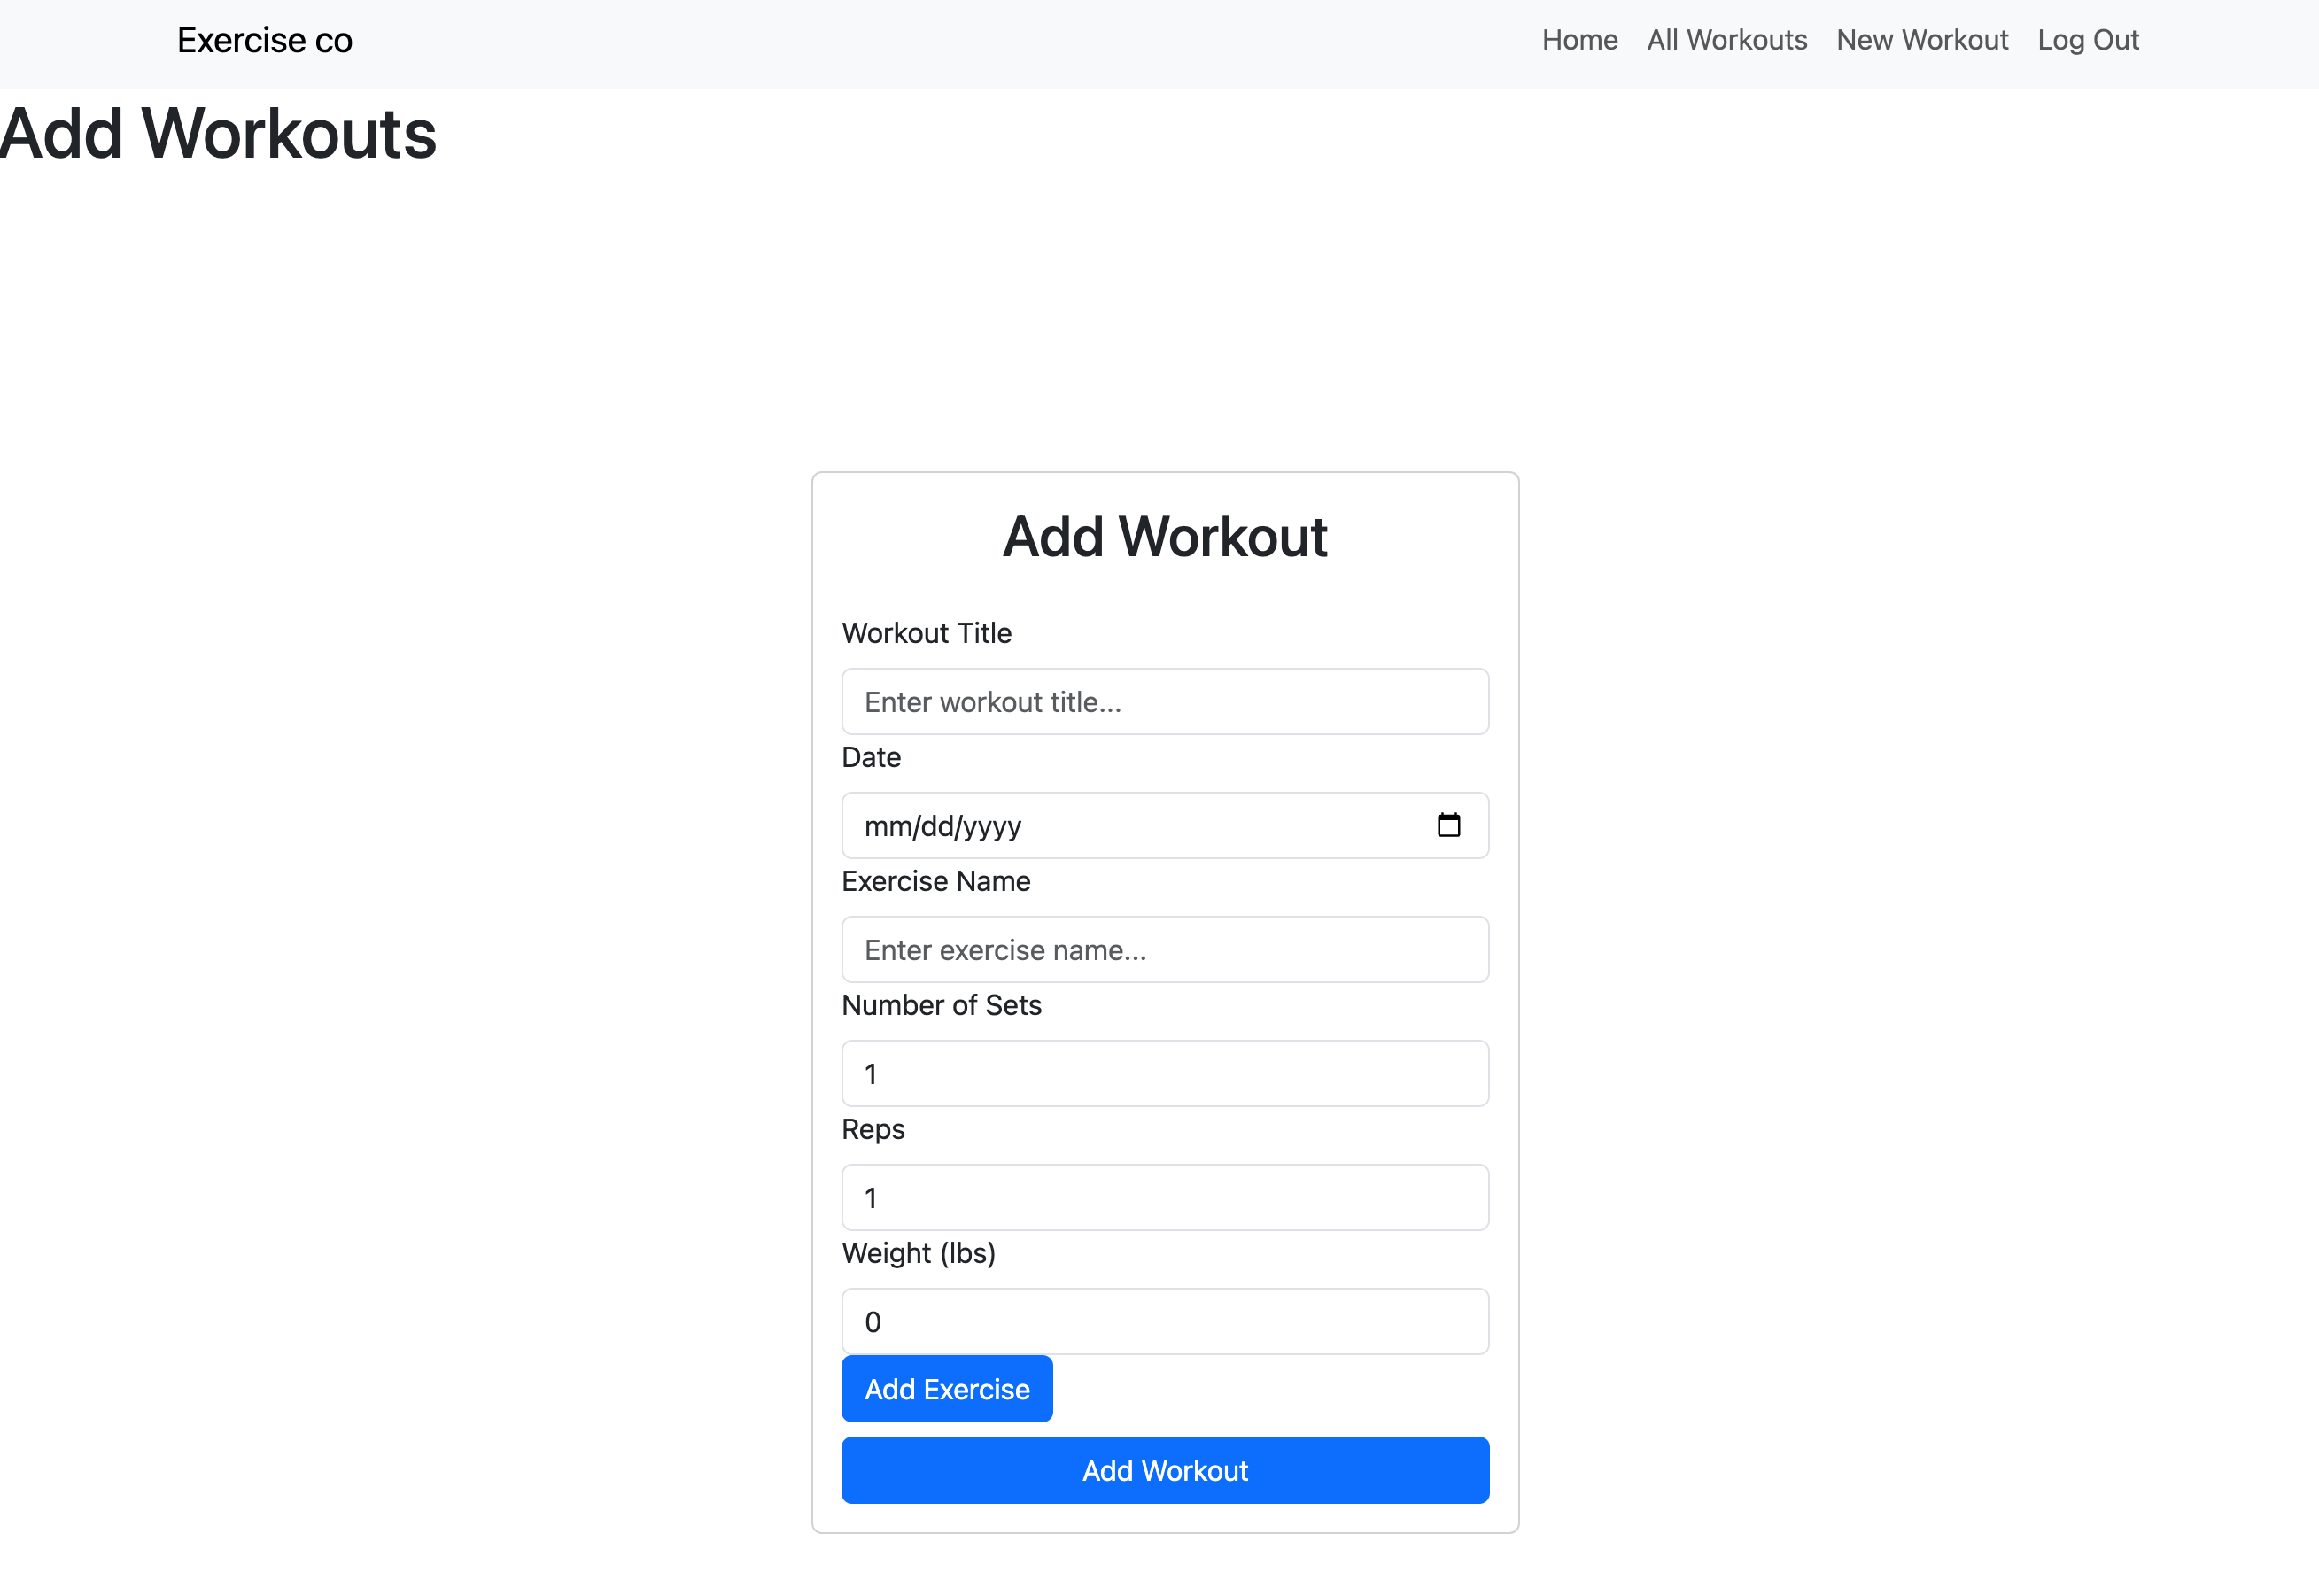 Exercise co
Home All Workouts New Workout Log Out
Add Workouts
Add Workout
Workout Title
Enter workout title...
Date
mm/dd/yyyy
Exercise Name
Enter exercise name...
Number of Sets
1
Reps
1
Weight (lbs)
0
Add Exercise
Add Workout